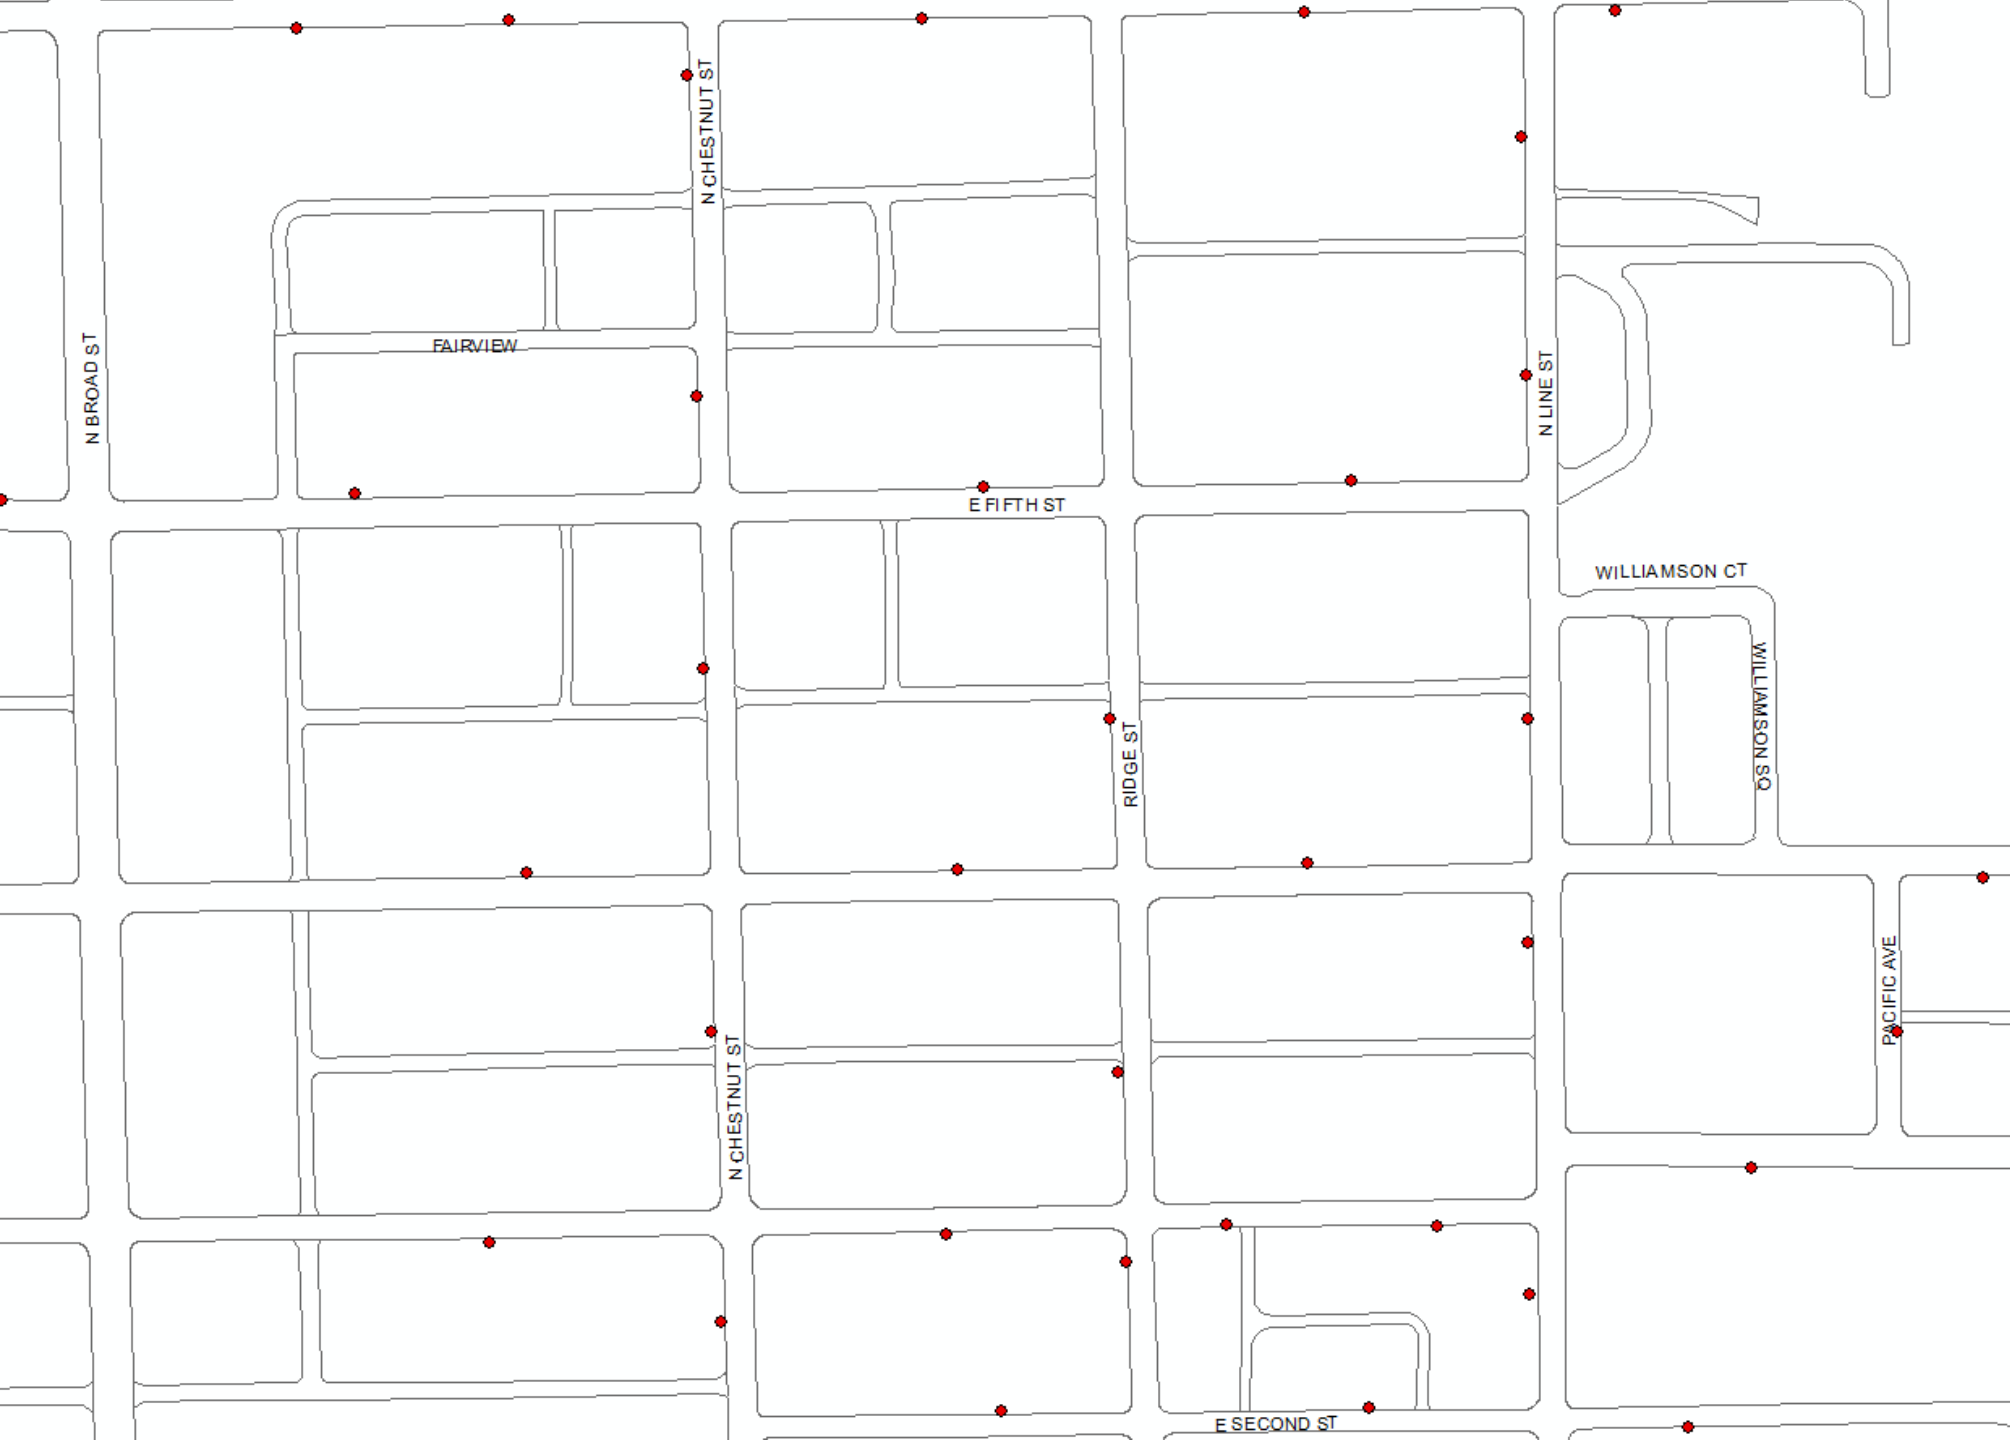 N CHESTNUT ST
N BROAD ST
FAIRVIEW
N LINE ST
E FIFTH ST
WILLIAMSON CT
WILLIAMSON SQ
RIDGE ST
PACIFIC AVE
N CHESTNUT ST
E SECOND ST